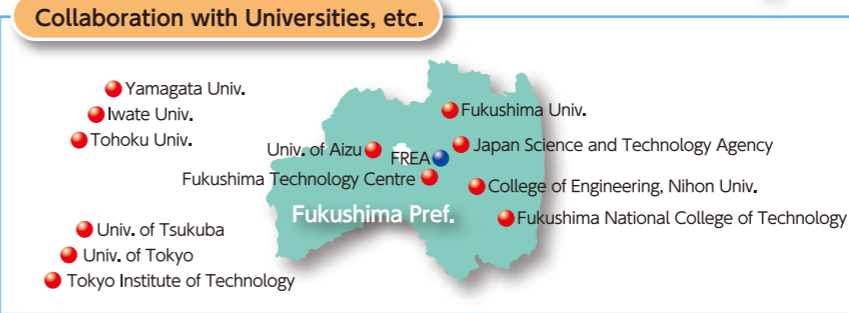 Collaboration with Universities, etc.
Yamagata Univ.
Iwate Univ.
Tohoku Univ.
Fukushima Univ.
Univ. of Aizu
FREA
Japan Science and Technology Agency
Fukushima Technology Centre
College of Engineering, Nihon Univ.
Fukushima Pref.
Fukushima National College of Technology
Univ. of Tsukuba
Univ. of Tokyo
Tokyo Institute of Technology